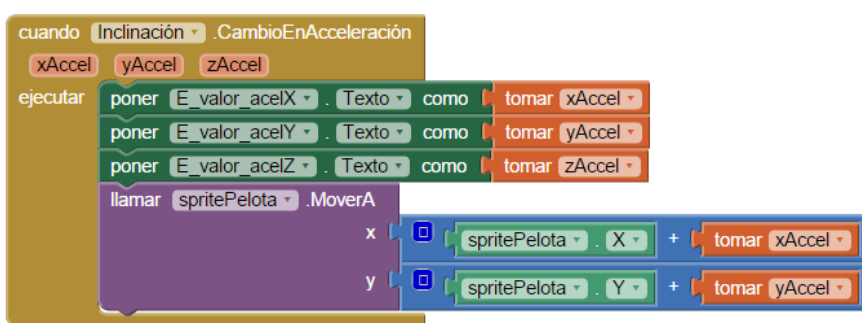 cuando Inclinación .CambioEnAcceleración
xAccel yAccel zAccel
ejecutar poner E_valor_acelX . Texto como tomar xAccel
poner E_valor_acelY . Texto como tomar yAccel
poner E_valor_acelZ . Texto como tomar zAccel
llamar spritePelota .MoverA
x spritePelota . X + tomar xAccel
y spritePelota . Y + tomar yAccel